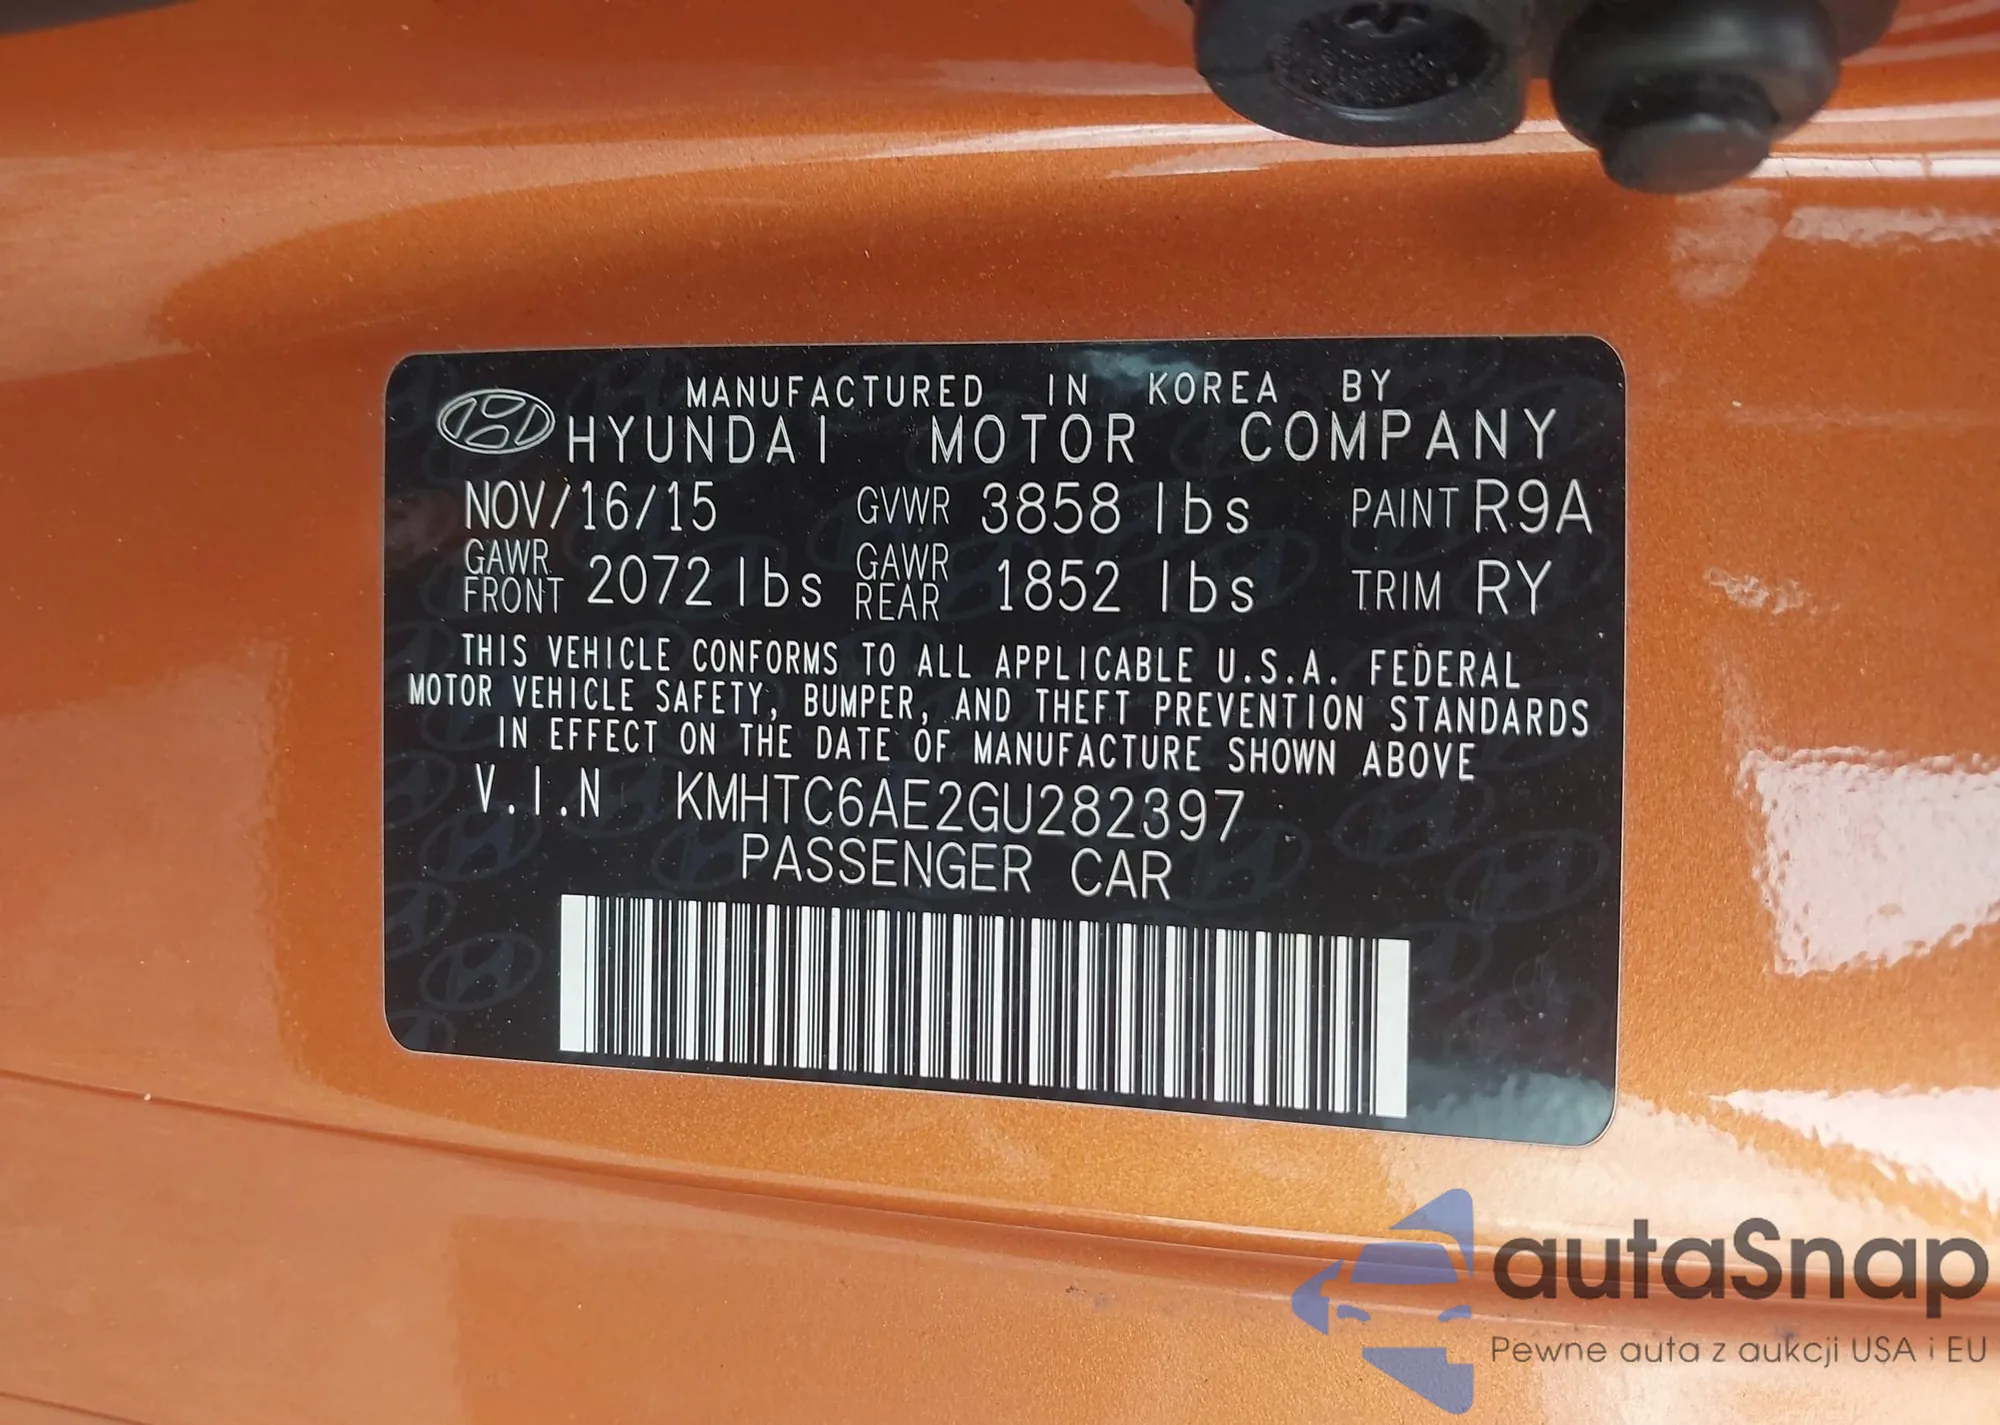 MANUFACTURED IN KOREA BY
HYUNDAI MOTOR COMPANY
NOV/16/15 GVWR 3858 lbs PAINT R9A
GAWR FRONT 2072 lbs GAWR REAR 1852 lbs TRIM RY
THIS VEHICLE CONFORMS TO ALL APPLICABLE U.S.A. FEDERAL
MOTOR VEHICLE SAFETY, BUMPER, AND THEFT PREVENTION STANDARDS
IN EFFECT ON THE DATE OF MANUFACTURE SHOWN ABOVE
V.I.N KMHTC6AE2GU282397
PASSENGER CAR
autaSnap
Pewne auta z aukcji USA i EU